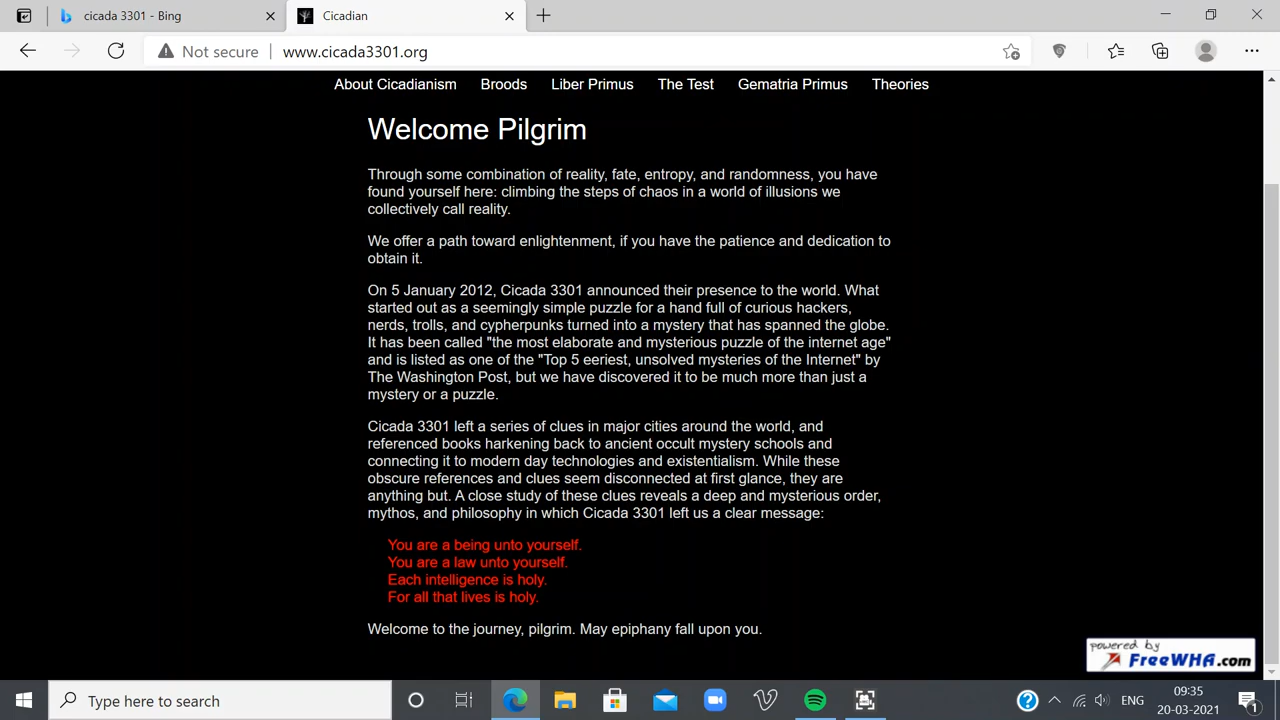 cicada 3301 - Bing
Cicadian
Not secure
www.cicada3301.org
About Cicadianism Broods Liber Primus The Test Gematria Primus Theories
Welcome Pilgrim
Through some combination of reality, fate, entropy, and randomness, you have
found yourself here: climbing the steps of chaos in a world of illusions we
collectively call reality.
We offer a path toward enlightenment, if you have the patience and dedication to
obtain it.
On 5 January 2012, Cicada 3301 announced their presence to the world. What
started out as a seemingly simple puzzle for a hand full of curious hackers,
nerds, trolls, and cypherpunks turned into a mystery that has spanned the globe.
It has been called "the most elaborate and mysterious puzzle of the internet age"
and is listed as one of the "Top 5 eeriest, unsolved mysteries of the Internet" by
The Washington Post, but we have discovered it to be much more than just a
mystery or a puzzle.
Cicada 3301 left a series of clues in major cities around the world, and
referenced books harkening back to ancient occult mystery schools and
connecting it to modern day technologies and existentialism. While these
obscure references and clues seem disconnected at first glance, they are
anything but. A close study of these clues reveals a deep and mysterious order,
mythos, and philosophy in which Cicada 3301 left us a clear message:
You are a being unto yourself.
You are a law unto yourself.
Each intelligence is holy.
For all that lives is holy.
Welcome to the journey, pilgrim. May epiphany fall upon you.
powered by
FreeWHA.com
Type here to search
ENG
09:35
20-03-2021
1